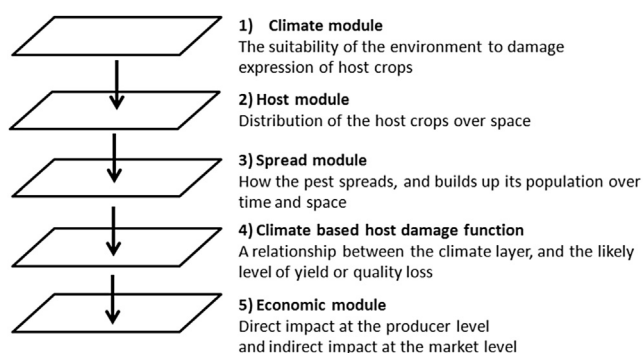 1) Climate module
The suitability of the environment to damage
expression of host crops
2) Host module
Distribution of the host crops over space
3) Spread module
How the pest spreads, and builds up its population over
time and space
4) Climate based host damage function
A relationship between the climate layer, and the likely
level of yield or quality loss
5) Economic module
Direct impact at the producer level
and indirect impact at the market level